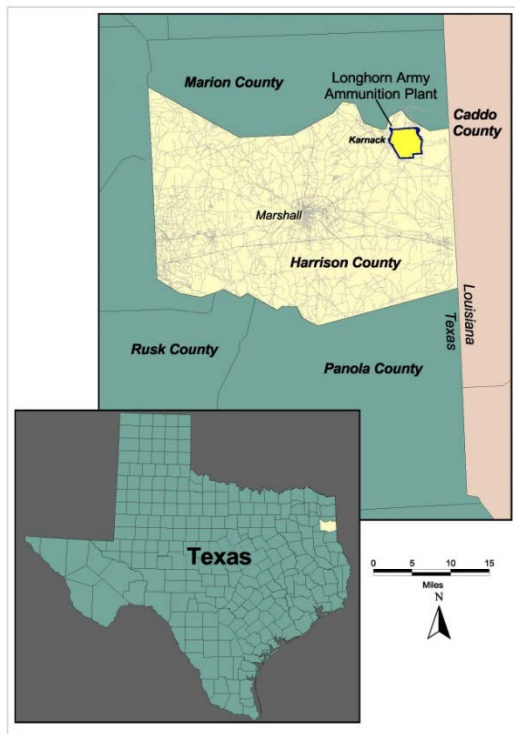 Marion County
Longhorn Army
Ammunition Plant
Caddo
County
Karnack
Marshall
Harrison County
Louisiana
Texas
Rusk County
Panola County
Texas
0 5 10 15
Miles
N